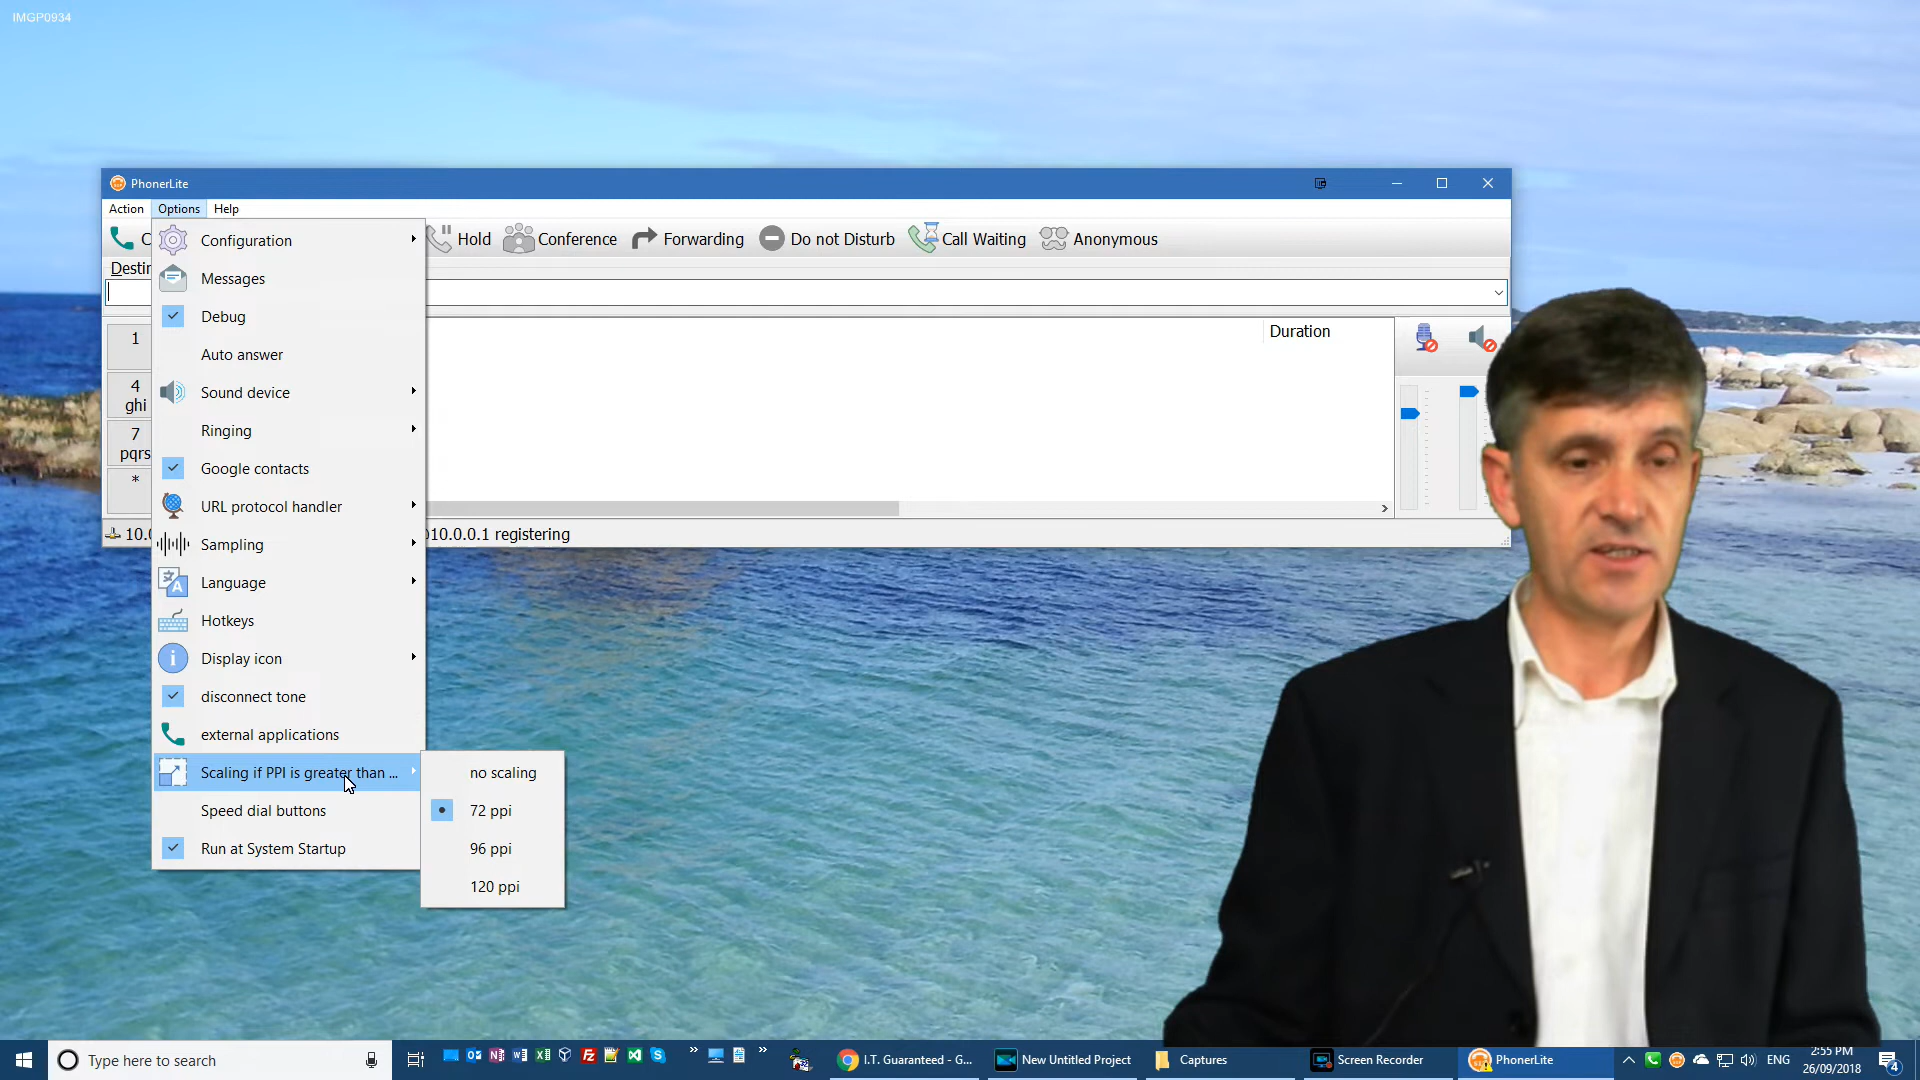 IMGP0934
PhonerLite
Action Options Help
C Hold Conference Forwarding Do not Disturb Call Waiting Anonymous
Destin
Configuration
Messages
Debug
Auto answer
Sound device
Ringing
Google contacts
URL protocol handler
Sampling
Language
Hotkeys
Display icon
disconnect tone
external applications
Scaling if PPI is greater than ...
Speed dial buttons
Run at System Startup
no scaling
72 ppi
96 ppi
120 ppi
Duration
1
4
ghi
7
pqrs
*
10.0 10.0.0.1 registering
Type here to search
I.T. Guaranteed - G...
New Untitled Project
Captures
Screen Recorder
PhonerLite
ENG
2:55 PM
26/09/2018
4